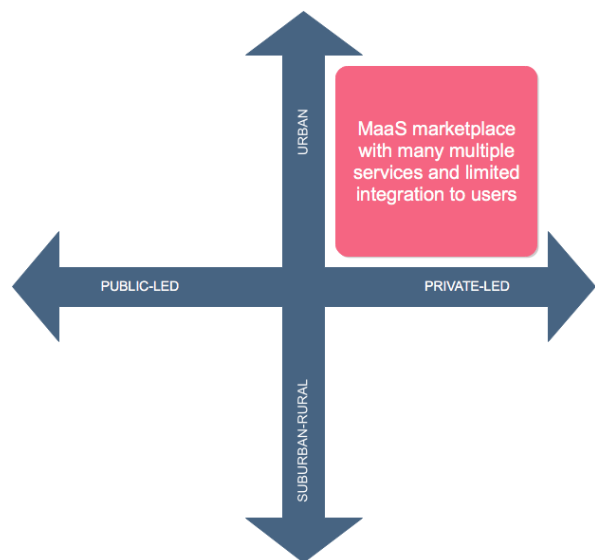 URBAN
MaaS marketplace
with many multiple
services and limited
integration to users
PUBLIC-LED
PRIVATE-LED
SUBURBAN-RURAL